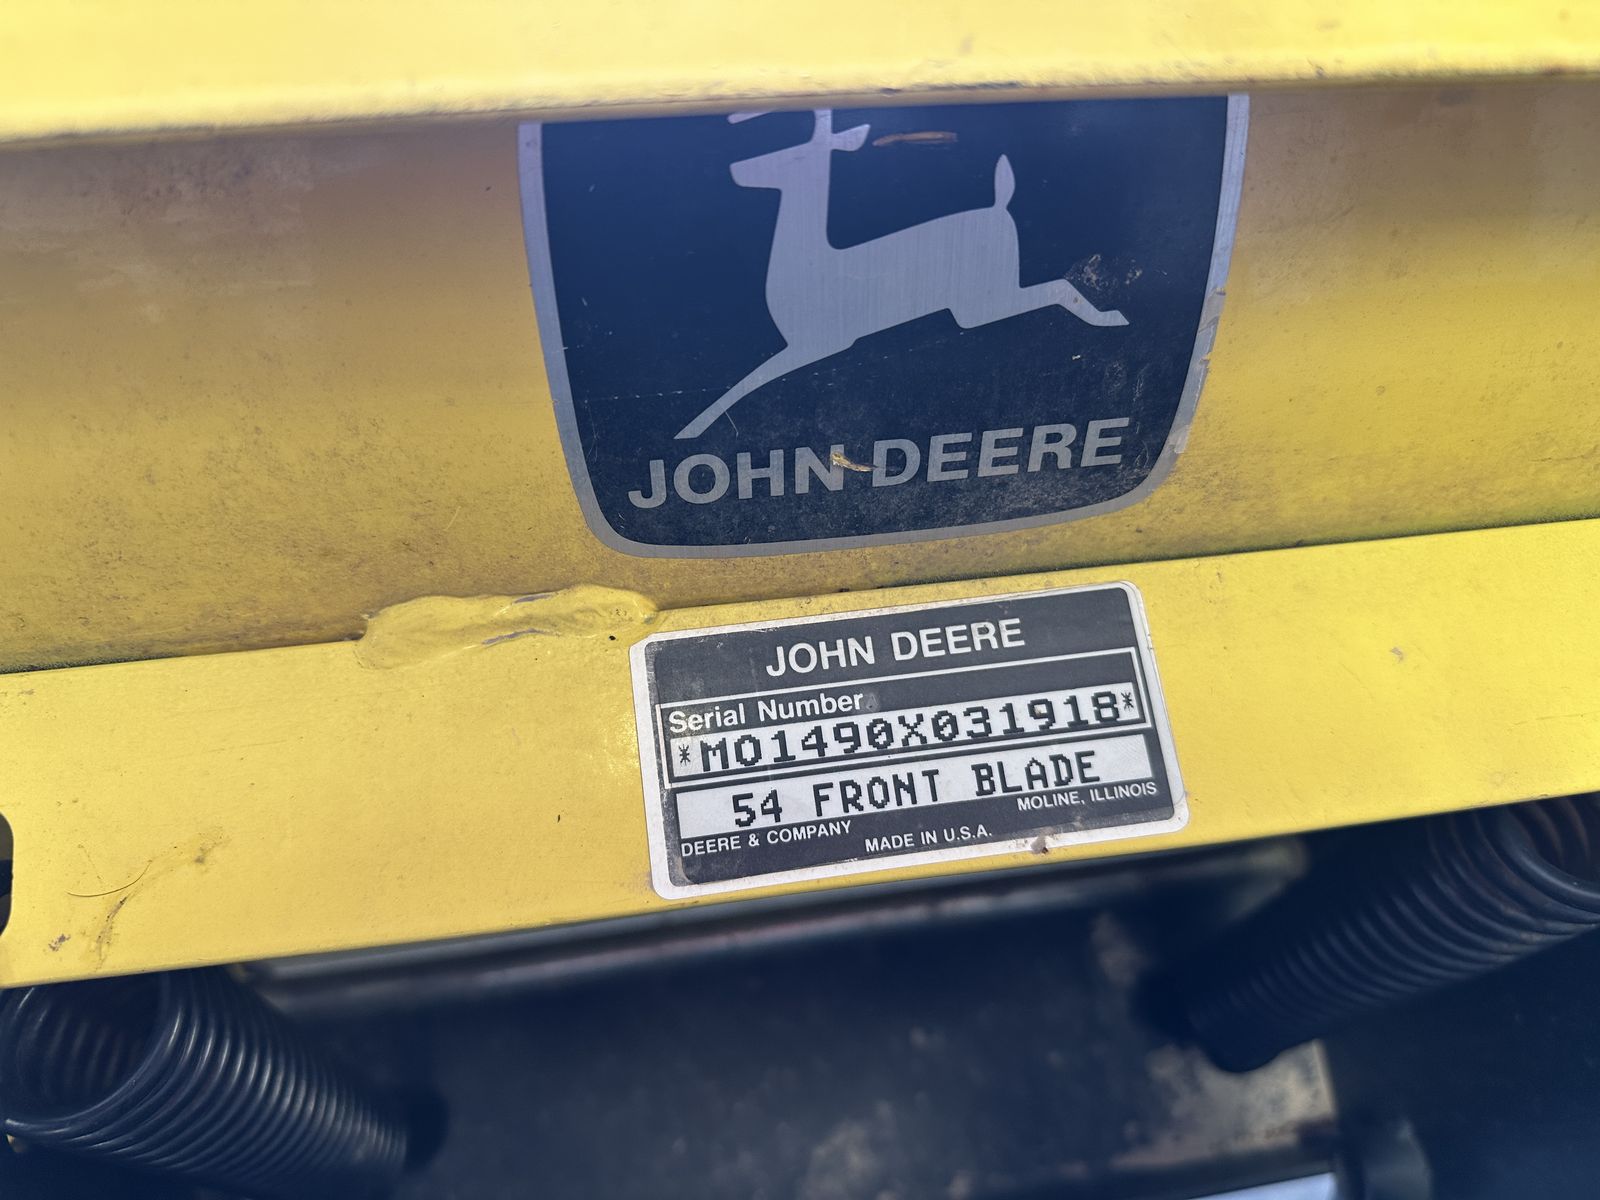 JOHN DEERE
JOHN DEERE
Serial Number
*M01490X031918*
54 FRONT BLADE
MOLINE, ILLINOIS
DEERE & COMPANY
MADE IN U.S.A.